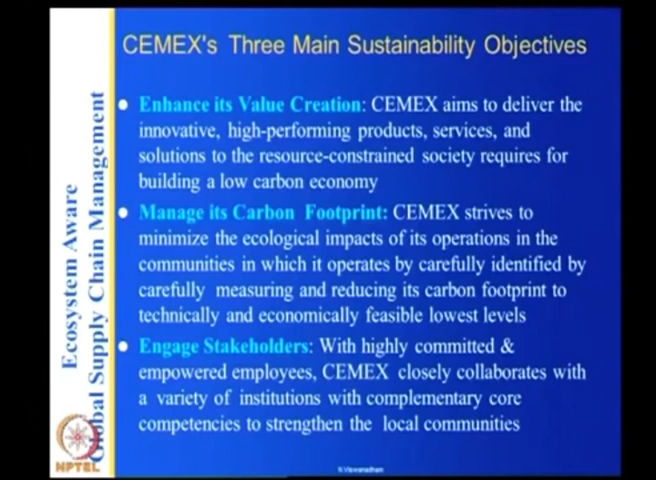 CEMEX's Three Main Sustainability Objectives
Enhance its Value Creation: CEMEX aims to deliver the
innovative, high-performing products, services, and
solutions to the resource-constrained society requires for
building a low carbon economy
Manage its Carbon Footprint: CEMEX strives to
minimize the ecological impacts of its operations in the
communities in which it operates by carefully identified by
carefully measuring and reducing its carbon footprint to
technically and economically feasible lowest levels
Engage Stakeholders: With highly committed &
empowered employees, CEMEX closely collaborates with
a variety of institutions with complementary core
competencies to strengthen the local communities
Ecosystem Aware
Global Supply Chain Management
NPTEL
N.Viswanadham